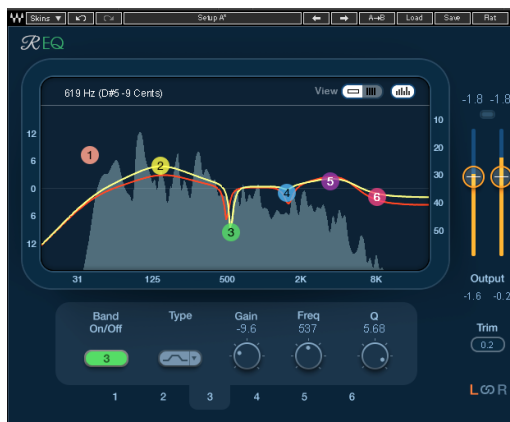 Skins Setup A* A→B Load Save Rat
REQ
619 Hz (D#5 -9 Cents) View
-1.8 -1.8
10
12 1 20
6 2 30
0 4 5 6 40
6 3 50
12
31 125 500 2K 8K
Output
-1.6 -0.2
Band On/Off Type Gain Freq Q
-9.6 537 5.68
3
Trim
0.2
1 2 3 4 5 6
L R